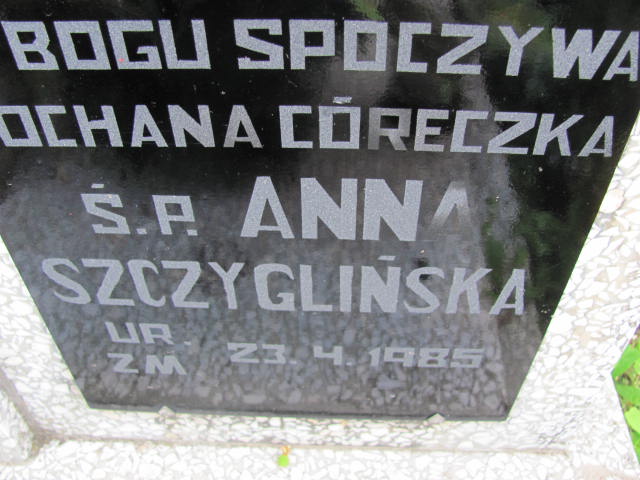 BOGU SPOCZYWA
OCHANA CÓRECZKA
Ś.P. ANNA
SZCZYGLIŃSKA
UR.
ZM 23.4.1985